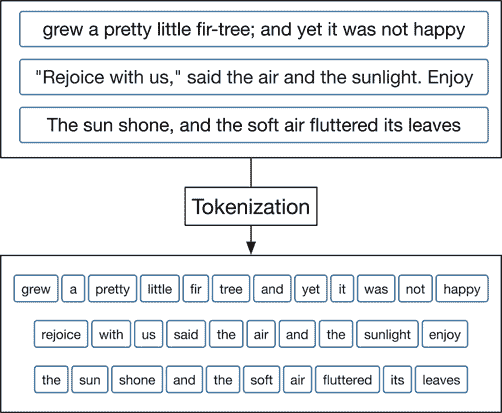 grew a pretty little fir-tree; and yet it was not happy
"Rejoice with us," said the air and the sunlight. Enjoy
The sun shone, and the soft air fluttered its leaves
Tokenization
grew a pretty little fir tree and yet it was not happy
rejoice with us said the air and the sunlight enjoy
the sun shone and the soft air fluttered its leaves